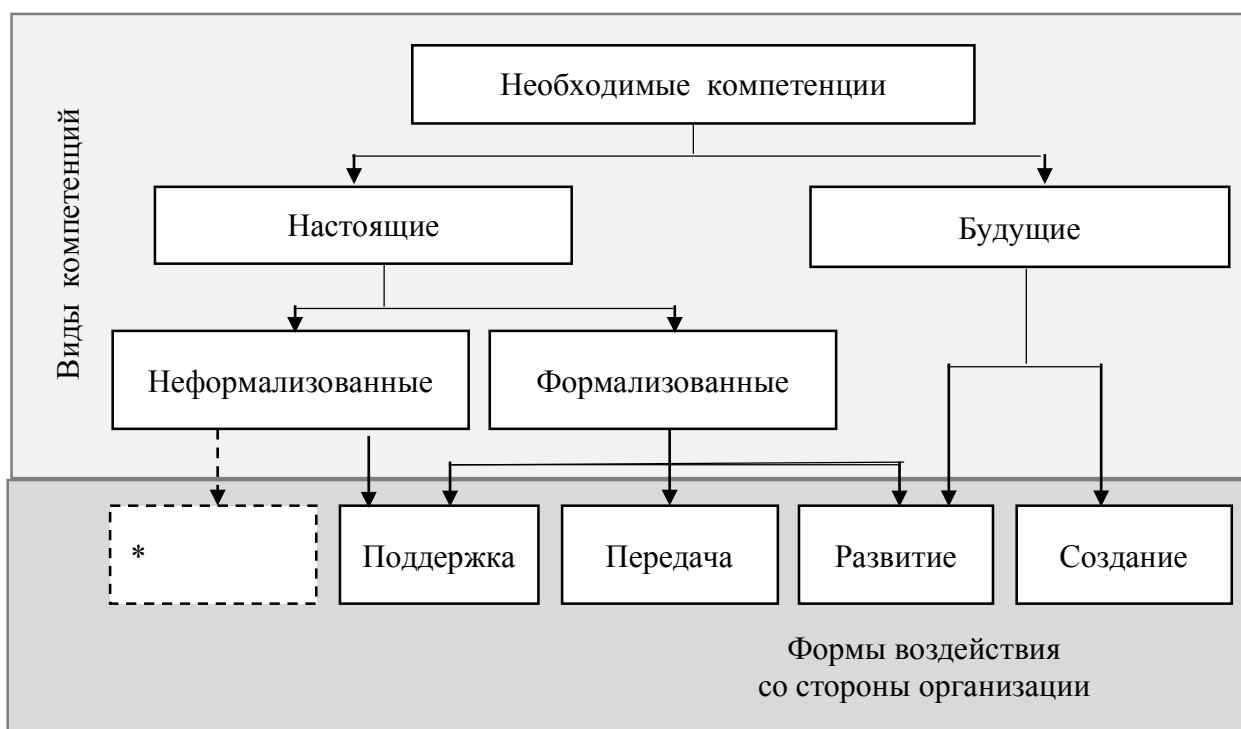 Необходимые компетенции
Виды компетенций
Настоящие
Будущие
Неформализованные
Формализованные
*
Поддержка
Передача
Развитие
Создание
Формы воздействия
со стороны организации